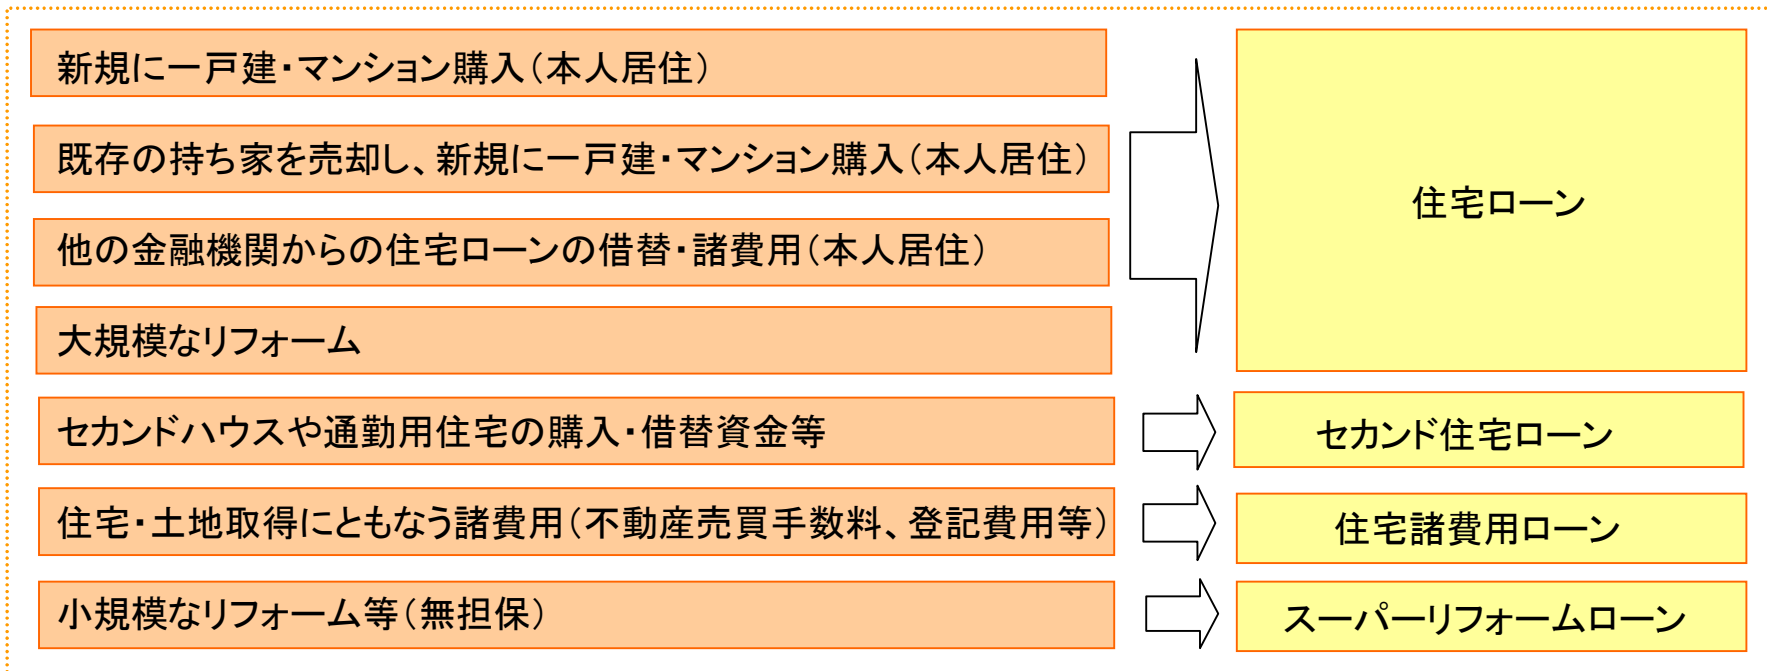 新規に一戸建・マンション購入(本人居住)
既存の持ち家を売却し、新規に一戸建・マンション購入(本人居住)
他の金融機関からの住宅ローンの借替・諸費用(本人居住)
大規模なリフォーム
住宅ローン
セカンドハウスや通勤用住宅の購入・借替資金等
セカンド住宅ローン
住宅・土地取得にともなう諸費用(不動産売買手数料、登記費用等)
住宅諸費用ローン
小規模なリフォーム等(無担保)
スーパーリフォームローン